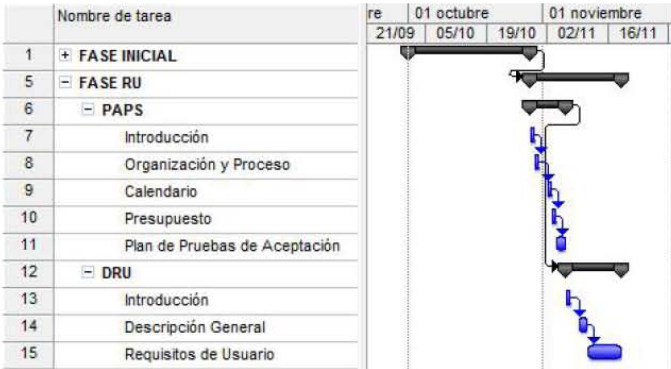 Nombre de tarea
re 01 octubre 01 noviembre
21/09 05/10 19/10 02/11 16/11
1 FASE INICIAL
5 FASE RU
6 PAPS
7 Introducción
8 Organización y Proceso
9 Calendario
10 Presupuesto
11 Plan de Pruebas de Aceptación
12 DRU
13 Introducción
14 Descripción General
15 Requisitos de Usuario